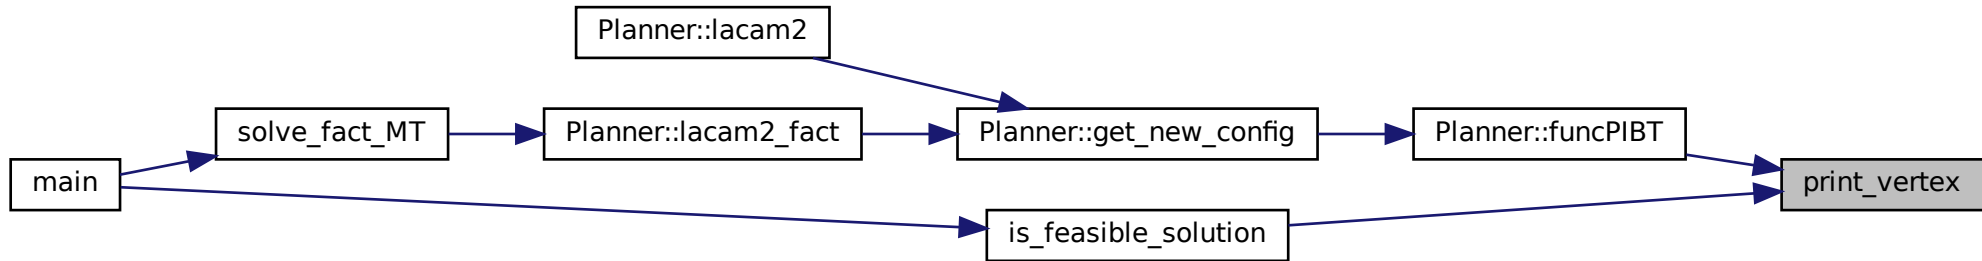 Planner::lacam2
solve_fact_MT
Planner::lacam2_fact
Planner::get_new_config
Planner::funcPIBT
main
print_vertex
is_feasible_solution